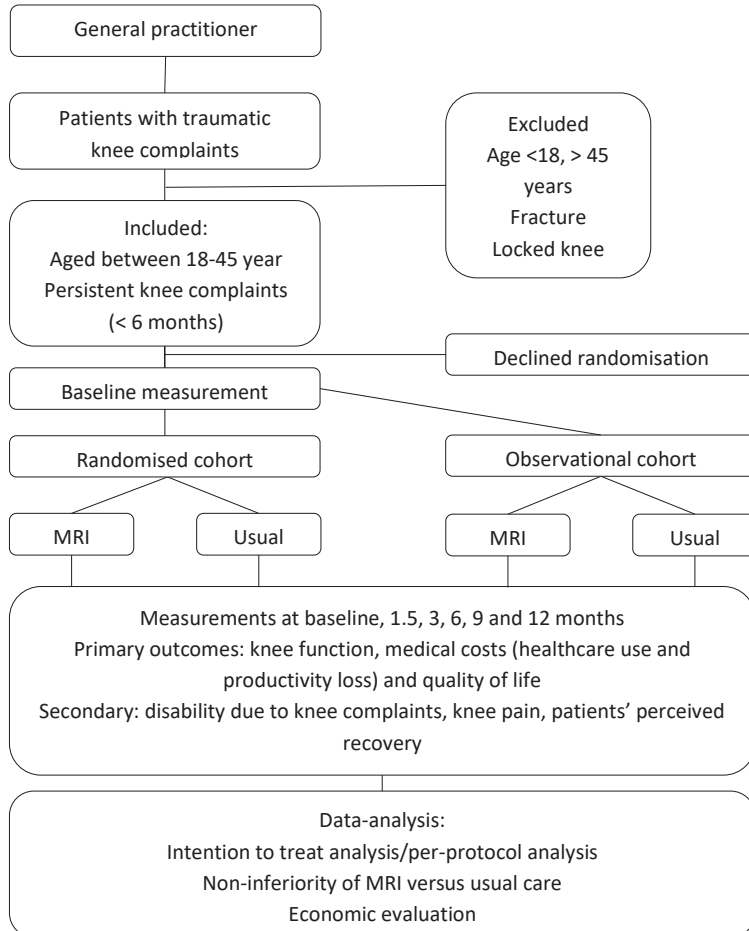 General practitioner
Patients with traumatic
knee complaints
Excluded
Age <18, > 45
years
Fracture
Locked knee
Included:
Aged between 18-45 year
Persistent knee complaints
(< 6 months)
Declined randomisation
Baseline measurement
Randomised cohort
Observational cohort
MRI
Usual
MRI
Usual
Measurements at baseline, 1.5, 3, 6, 9 and 12 months
Primary outcomes: knee function, medical costs (healthcare use and
productivity loss) and quality of life
Secondary: disability due to knee complaints, knee pain, patients’ perceived
recovery
Data-analysis:
Intention to treat analysis/per-protocol analysis
Non-inferiority of MRI versus usual care
Economic evaluation